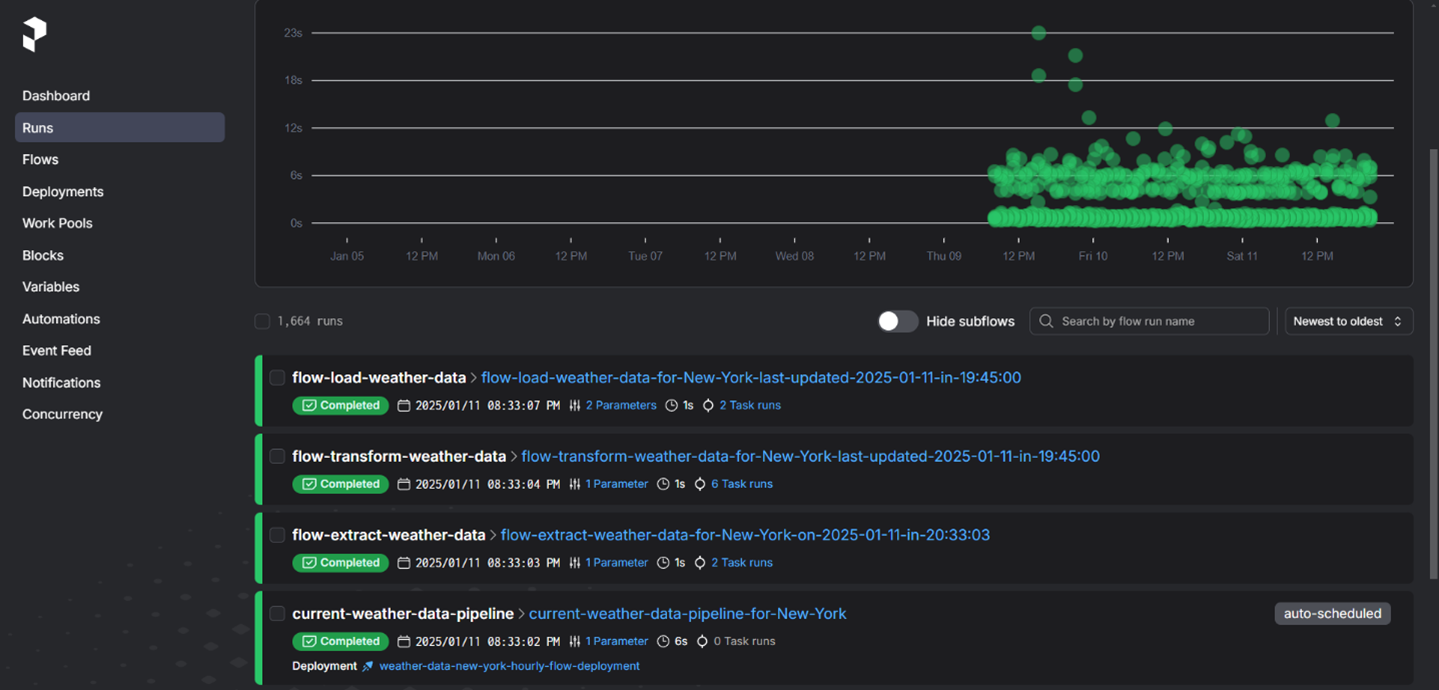 Dashboard
Runs
Flows
Deployments
Work Pools
Blocks
Variables
Automations
Event Feed
Notifications
Concurrency
23s
18s
12s
6s
0s
Jan 05 12 PM Mon 06 12 PM Tue 07 12 PM Wed 08 12 PM Thu 09 12 PM Fri 10 12 PM Sat 11 12 PM
1,664 runs Hide subflows Search by flow run name Newest to oldest
flow-load-weather-data > flow-load-weather-data-for-New-York-last-updated-2025-01-11-in-19:45:00
Completed 2025/01/11 08:33:07 PM 2 Parameters 1s 2 Task runs
flow-transform-weather-data > flow-transform-weather-data-for-New-York-last-updated-2025-01-11-in-19:45:00
Completed 2025/01/11 08:33:04 PM 1 Parameter 1s 6 Task runs
flow-extract-weather-data > flow-extract-weather-data-for-New-York-on-2025-01-11-in-20:33:03
Completed 2025/01/11 08:33:03 PM 1 Parameter 1s 2 Task runs
current-weather-data-pipeline > current-weather-data-pipeline-for-New-York auto-scheduled
Completed 2025/01/11 08:33:02 PM 1 Parameter 6s 0 Task runs
Deployment weather-data-new-york-hourly-flow-deployment